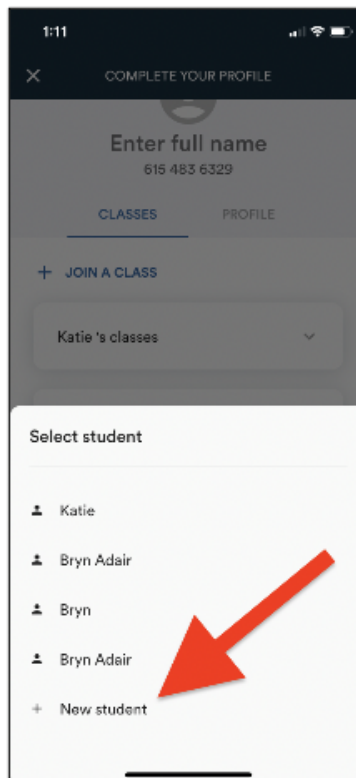 1:11
COMPLETE YOUR PROFILE
Enter full name
615 483 6329
CLASSES PROFILE
+ JOIN A CLASS
Katie 's classes
Select student
Katie
Bryn Adair
Bryn
Bryn Adair
+ New student